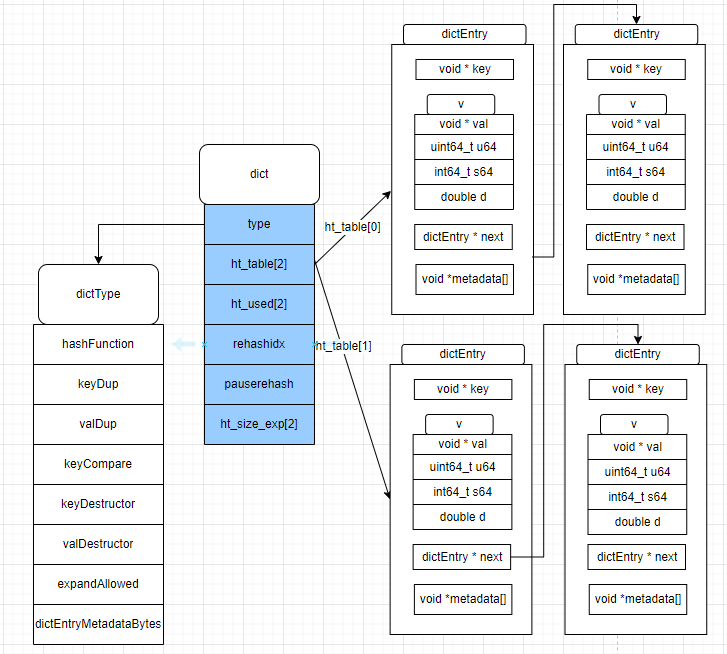 dict
type
ht_table[2]
ht_used[2]
rehashidx
pauserehash
ht_size_exp[2]
dictType
hashFunction
keyDup
valDup
keyCompare
keyDestructor
valDestructor
expandAllowed
dictEntryMetadataBytes
ht_table[0]
ht_table[1]
dictEntry
void * key
v
void * val
uint64_t u64
int64_t s64
double d
dictEntry * next
void *metadata[]
dictEntry
void * key
v
void * val
uint64_t u64
int64_t s64
double d
dictEntry * next
void *metadata[]
dictEntry
void * key
v
void * val
uint64_t u64
int64_t s64
double d
dictEntry * next
void *metadata[]
dictEntry
void * key
v
void * val
uint64_t u64
int64_t s64
double d
dictEntry * next
void *metadata[]